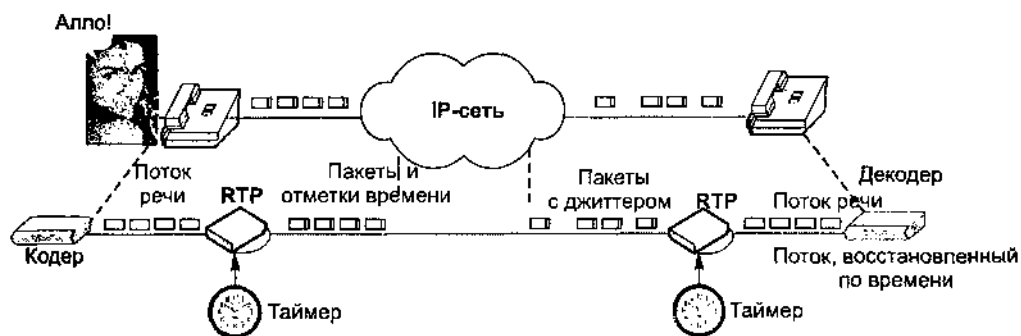 Алло!
IP-сеть
Поток
речи
Пакеты и
отметки времени
Пакеты
с джиттером
Декодер
RTP
RTP
Поток речи
Кодер
Поток, восстановленный
по времени
Таймер
Таймер